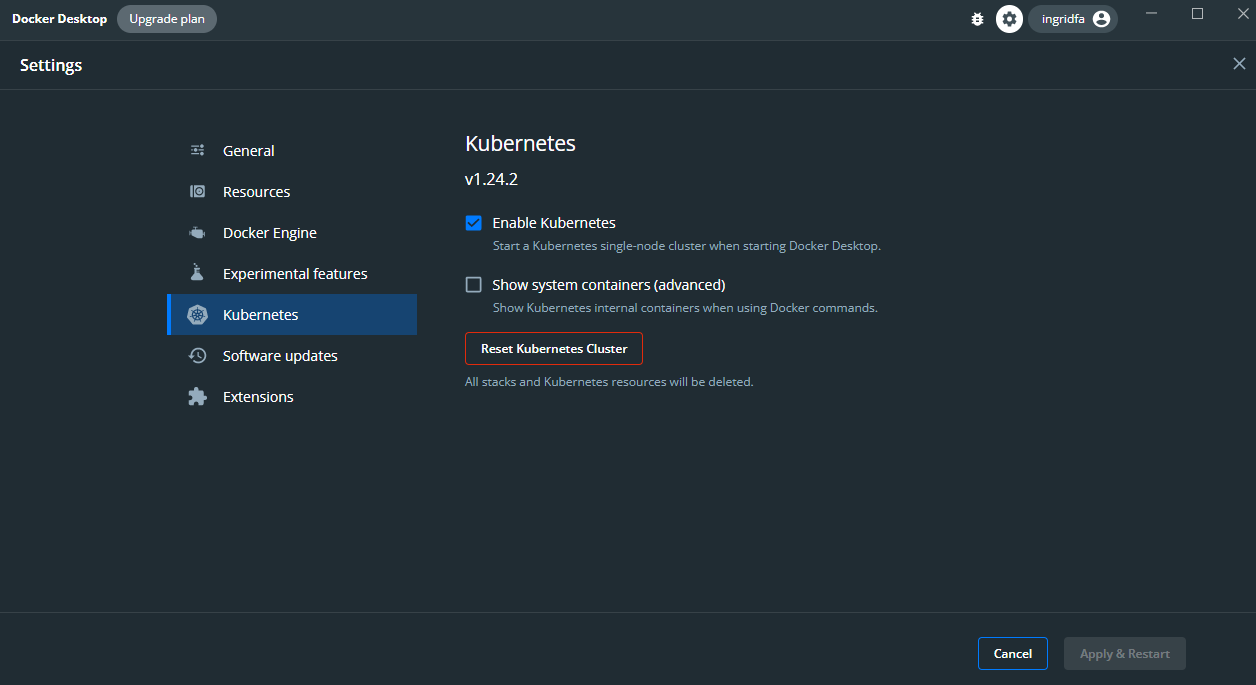 Docker Desktop Upgrade plan ingridfa
Settings
General
Resources
Docker Engine
Experimental features
Kubernetes
Software updates
Extensions
Kubernetes
v1.24.2
Enable Kubernetes
Start a Kubernetes single-node cluster when starting Docker Desktop.
Show system containers (advanced)
Show Kubernetes internal containers when using Docker commands.
Reset Kubernetes Cluster
All stacks and Kubernetes resources will be deleted.
Cancel Apply & Restart